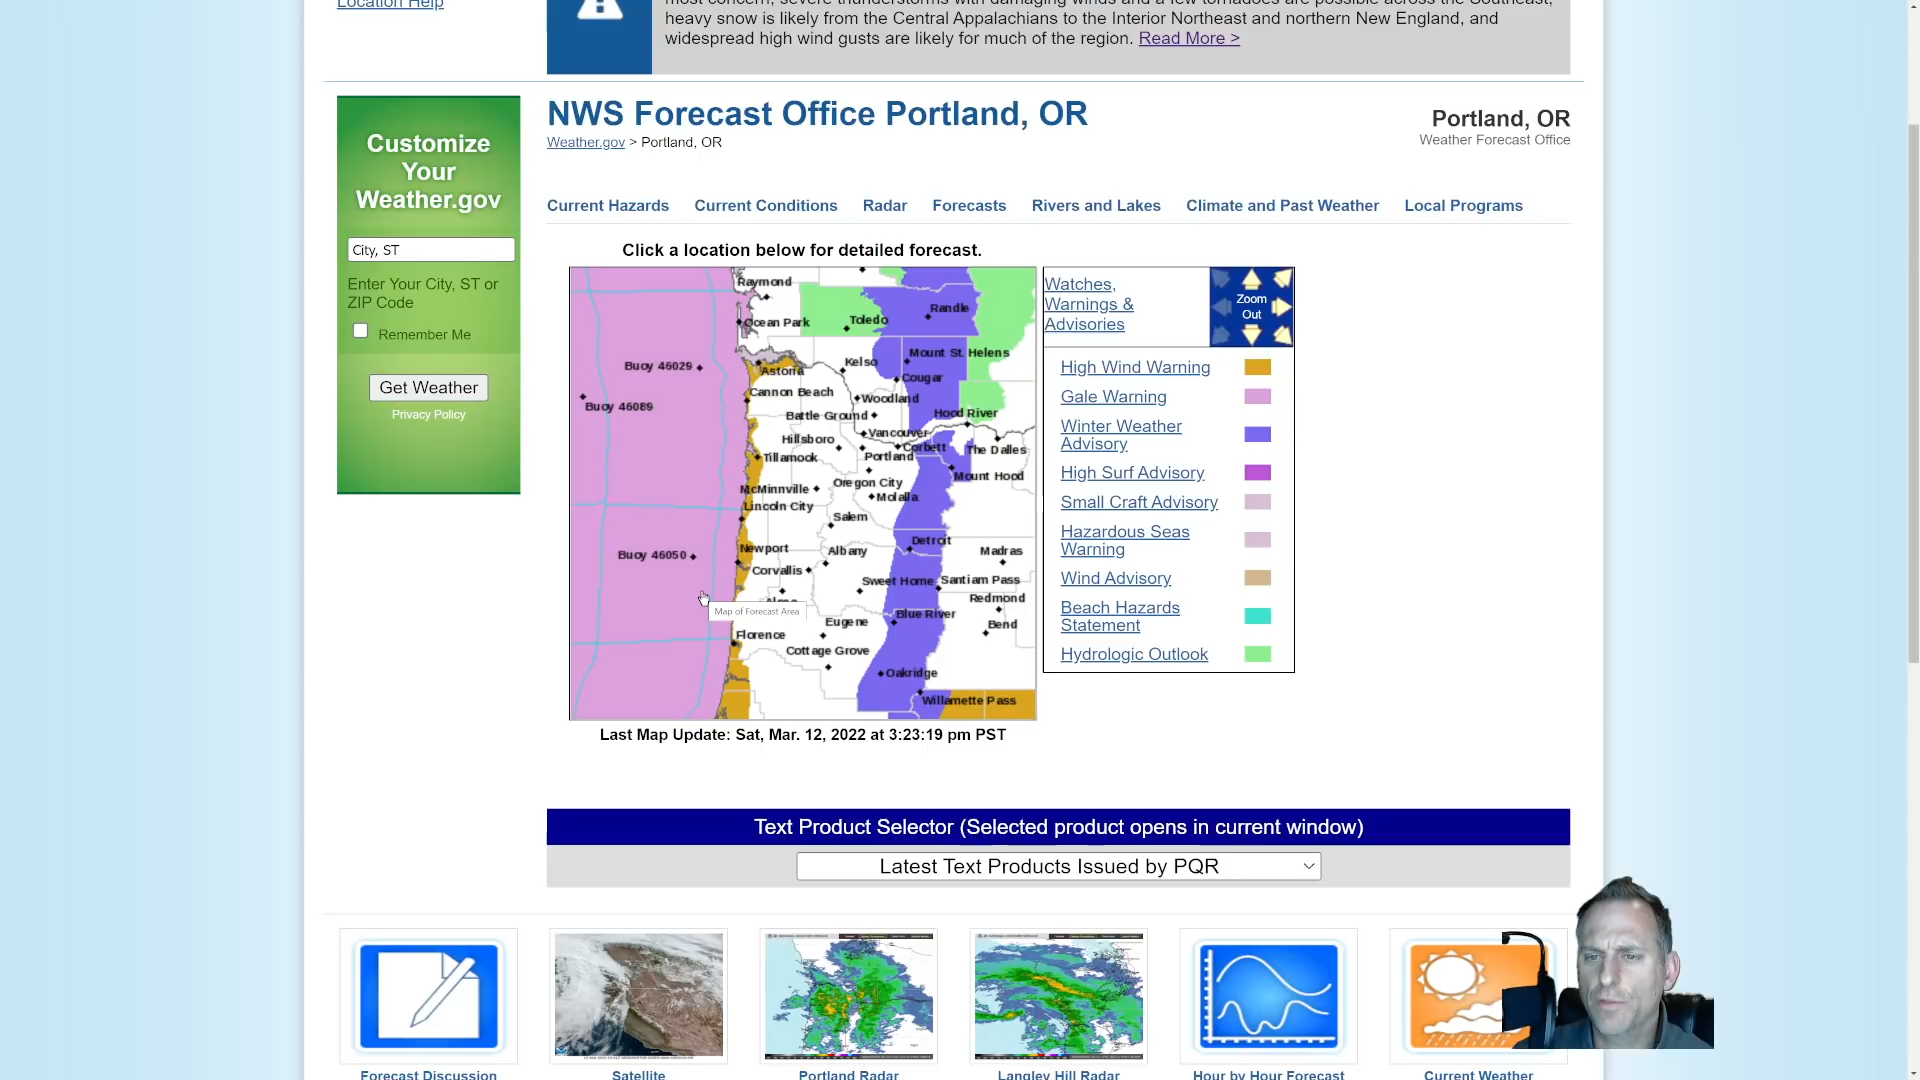 Location Help
most concern, severe thunderstorms with damaging winds and a few tornadoes are possible across the Southeast,
heavy snow is likely from the Central Appalachians to the Interior Northeast and northern New England, and
widespread high wind gusts are likely for much of the region. Read More >
Customize
Your
Weather.gov
City, ST
Enter Your City, ST or
ZIP Code
Remember Me
Get Weather
Privacy Policy
NWS Forecast Office Portland, OR
Weather.gov > Portland, OR
Portland, OR
Weather Forecast Office
Current Hazards
Current Conditions
Radar
Forecasts
Rivers and Lakes
Climate and Past Weather
Local Programs
Click a location below for detailed forecast.
Raymond
Randle
Ocean Park
Toledo
Mount St. Helens
Kelso
Buoy 46029
Astoria
Cougar
Cannon Beach
Woodland
Buoy 46089
Battle Ground
Hood River
Vancouver
Hillsboro
Corbett
The Dalles
Tillamook
Portland
Mount Hood
Oregon City
McMinnville
Molalla
Lincoln City
Salem
Detroit
Newport
Albany
Madras
Buoy 46050
Corvallis
Sweet Home
Santiam Pass
Redmond
Map of Forecast Area
Blue River
Eugene
Bend
Florence
Cottage Grove
Oakridge
Willamette Pass
Last Map Update: Sat, Mar. 12, 2022 at 3:23:19 pm PST
Watches,
Warnings &
Advisories
Zoom
Out
High Wind Warning
Gale Warning
Winter Weather
Advisory
High Surf Advisory
Small Craft Advisory
Hazardous Seas
Warning
Wind Advisory
Beach Hazards
Statement
Hydrologic Outlook
Text Product Selector (Selected product opens in current window)
Latest Text Products Issued by PQR
Forecast Discussion
Satellite
Portland Radar
Langley Hill Radar
Hour by Hour Forecast
Current Weather